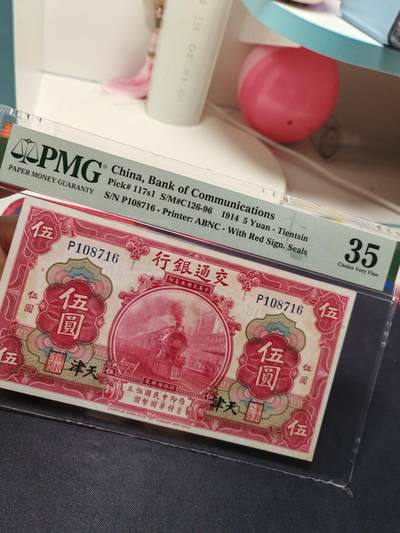 PMG
PAPER MONEY GUARANTY
China, Bank of Communications
Pick# 117s1 S/M#C126-96 1914 5 Yuan - Tientsin
S/N P108716 - Printer: ABNC - With Red Sign. Seals
35
Choice Very Fine
伍
伍
P108716
行銀通交
P108716
伍圓
伍圓
伍圓
伍圓
津天
津天
伍
伍